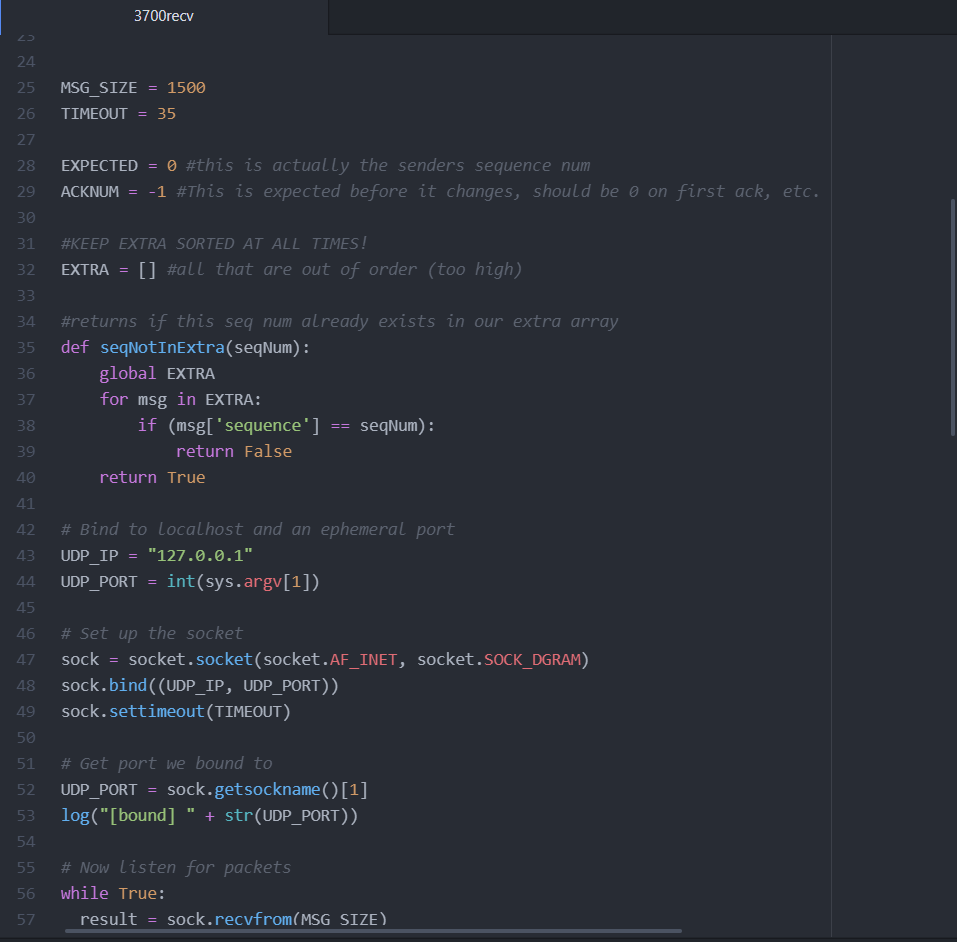 3700recv
23
24
25 MSG_SIZE = 1500
26 TIMEOUT = 35
27
28 EXPECTED = 0 #this is actually the senders sequence num
29 ACKNUM = -1 #This is expected before it changes, should be 0 on first ack, etc.
30
31 #KEEP EXTRA SORTED AT ALL TIMES!
32 EXTRA = [] #all that are out of order (too high)
33
34 #returns if this seq num already exists in our extra array
35 def seqNotInExtra(seqNum):
36     global EXTRA
37     for msg in EXTRA:
38         if (msg['sequence'] == seqNum):
39             return False
40     return True
41
42 # Bind to localhost and an ephemeral port
43 UDP_IP = "127.0.0.1"
44 UDP_PORT = int(sys.argv[1])
45
46 # Set up the socket
47 sock = socket.socket(socket.AF_INET, socket.SOCK_DGRAM)
48 sock.bind((UDP_IP, UDP_PORT))
49 sock.settimeout(TIMEOUT)
50
51 # Get port we bound to
52 UDP_PORT = sock.getsockname()[1]
53 log("[bound] " + str(UDP_PORT))
54
55 # Now listen for packets
56 while True:
57   result = sock.recvfrom(MSG_SIZE)